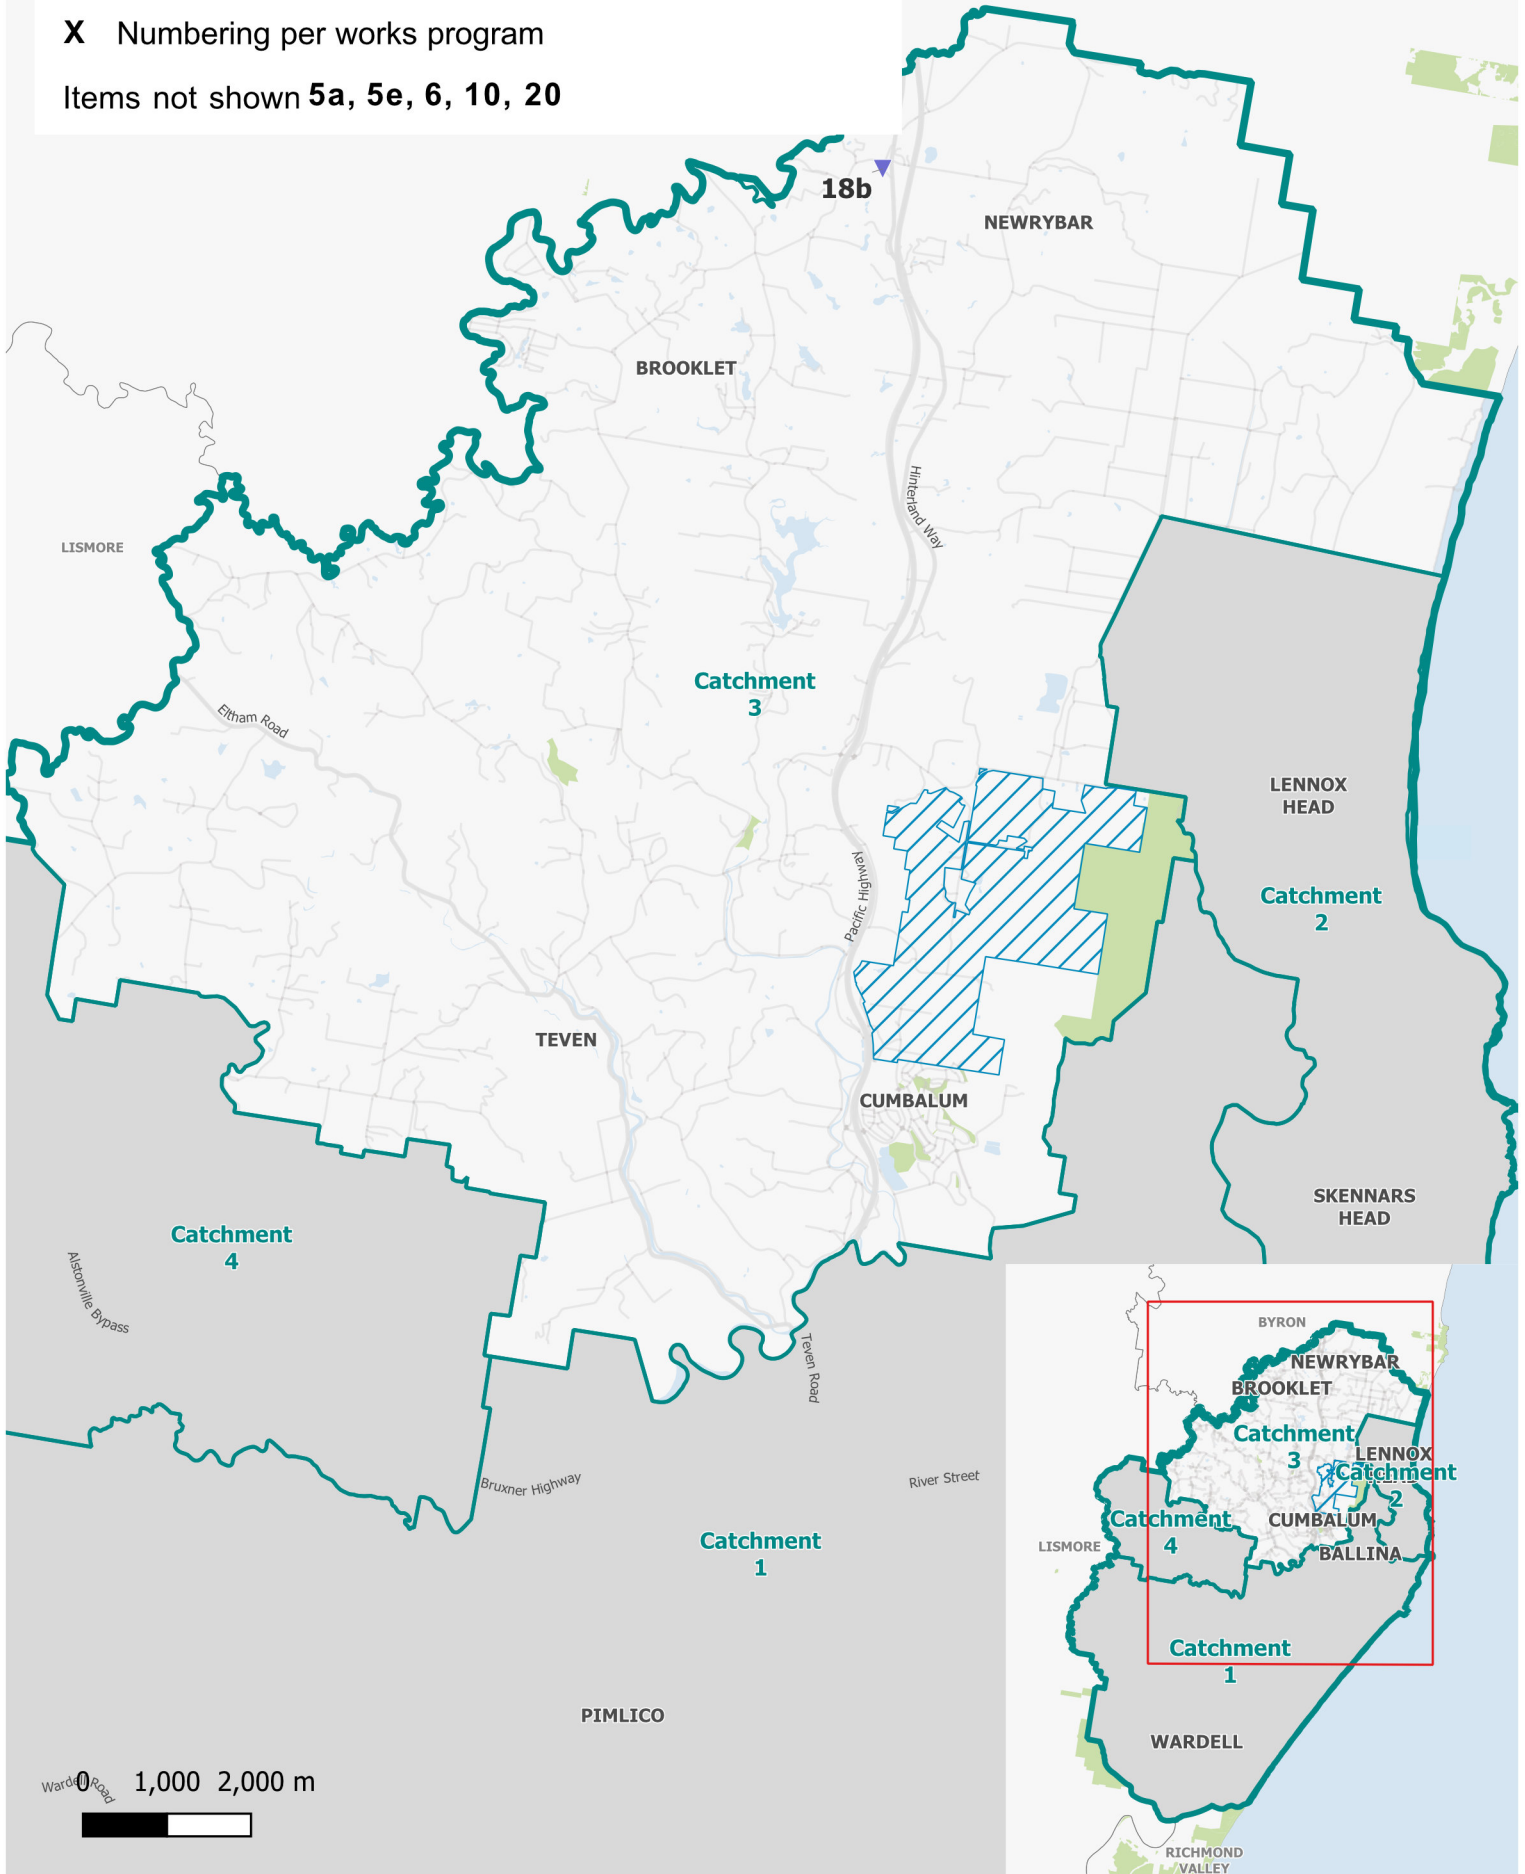 X Numbering per works program
Items not shown 5a, 5e, 6, 10, 20
18b
NEWRYBAR
BROOKLET
Hinterland Way
LISMORE
Catchment
3
Eltham Road
LENNOX
HEAD
Pacific Highway
Catchment
2
TEVEN
CUMBALUM
SKENNARS
HEAD
Catchment
4
Alstonville Bypass
Teven Road
Bruxner Highway
River Street
Catchment
1
PIMLICO
Wardell Road
0 1,000 2,000 m
BYRON
NEWRYBAR
BROOKLET
Catchment
3
LENNOX
HEAD
Catchment
2
Catchment
4
CUMBALUM
LISMORE
BALLINA
Catchment
1
WARDELL
RICHMOND
VALLEY